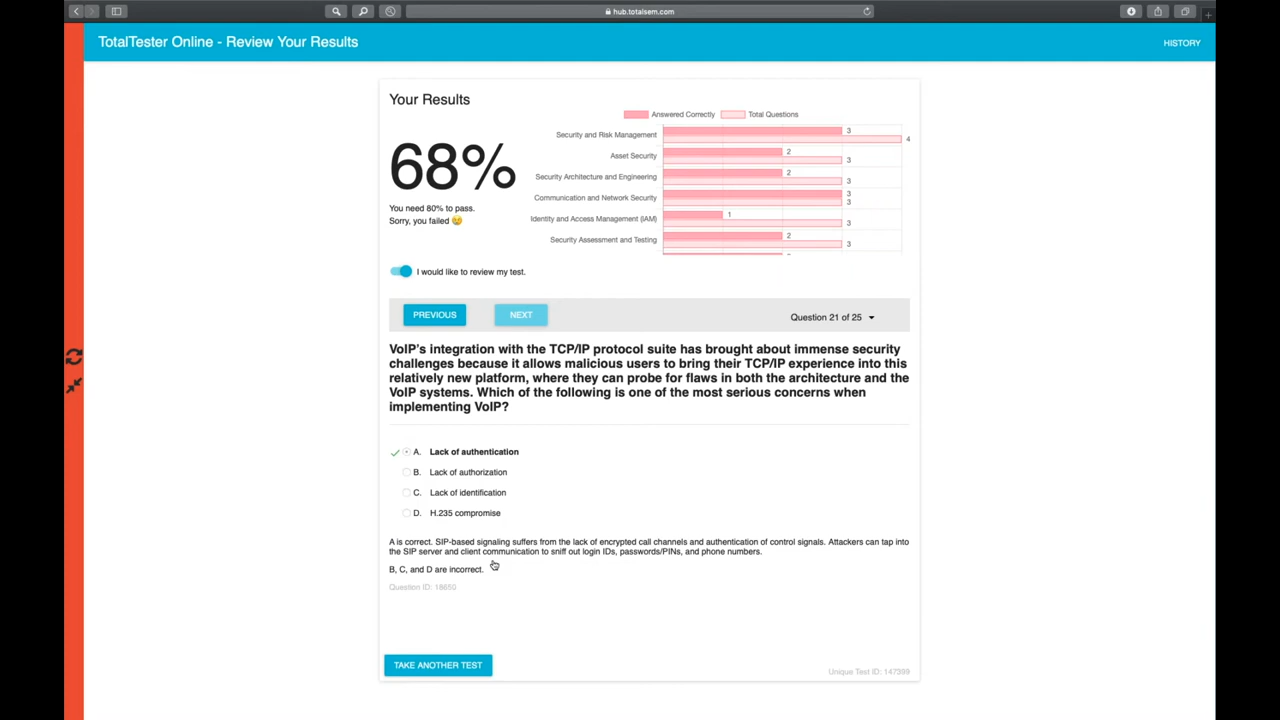 hub.totalsem.com
TotalTester Online - Review Your Results
HISTORY
Your Results
Answered Correctly
Total Questions
68%
You need 80% to pass.
Sorry, you failed 😢
Security and Risk Management
3
4
Asset Security
2
3
Security Architecture and Engineering
2
3
Communication and Network Security
3
3
Identity and Access Management (IAM)
1
3
Security Assessment and Testing
2
3
I would like to review my test.
PREVIOUS
NEXT
Question 21 of 25
VoIP's integration with the TCP/IP protocol suite has brought about immense security
challenges because it allows malicious users to bring their TCP/IP experience into this
relatively new platform, where they can probe for flaws in both the architecture and the
VoIP systems. Which of the following is one of the most serious concerns when
implementing VoIP?
A. Lack of authentication
B. Lack of authorization
C. Lack of identification
D. H.235 compromise
A is correct. SIP-based signaling suffers from the lack of encrypted call channels and authentication of control signals. Attackers can tap into
the SIP server and client communication to sniff out login IDs, passwords/PINs, and phone numbers.
B, C, and D are incorrect.
Question ID: 18650
TAKE ANOTHER TEST
Unique Test ID: 147399